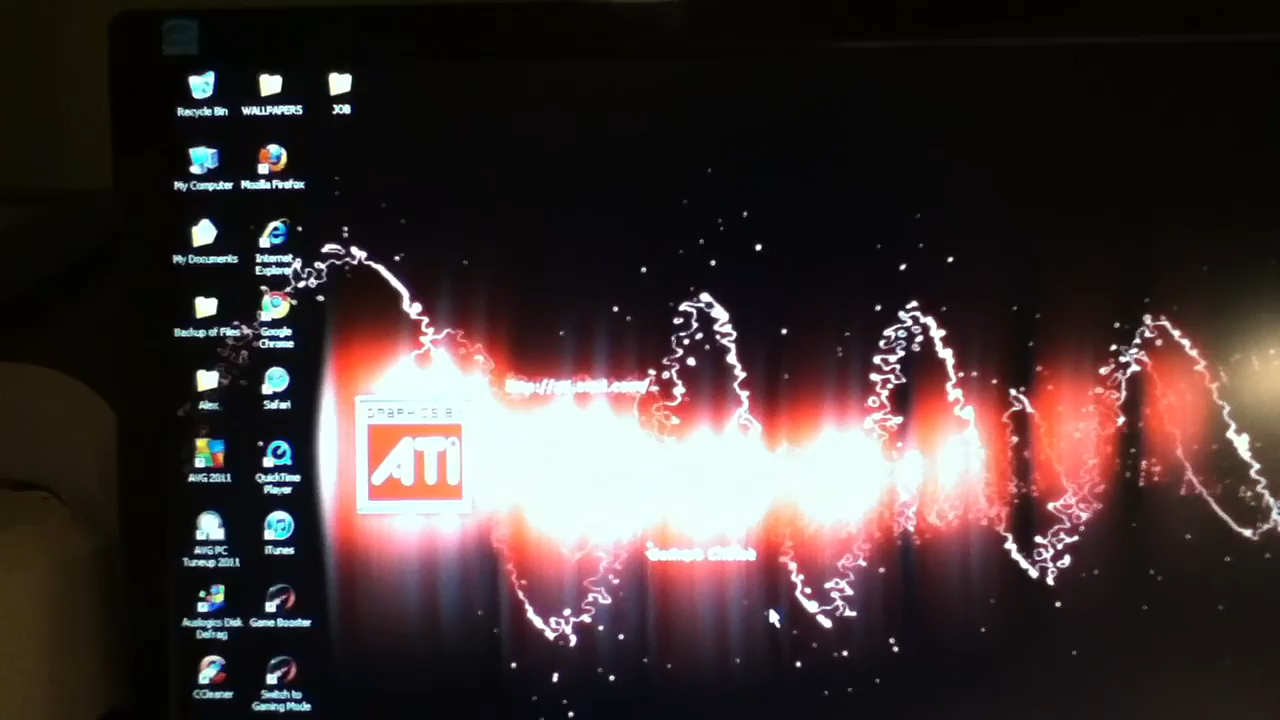 Recycle Bin
WALLPAPERS
JOB
My Computer
Mozilla Firefox
My Documents
Internet
Explorer
Backup of Files
Google
Chrome
Alex
Safari
AVG 2011
QuickTime
Player
AVG PC
Tuneup 2011
iTunes
Auslogics Disk
Defrag
Game Booster
CCleaner
Switch to
Gaming Mode
GRAPHICS BY
ATI